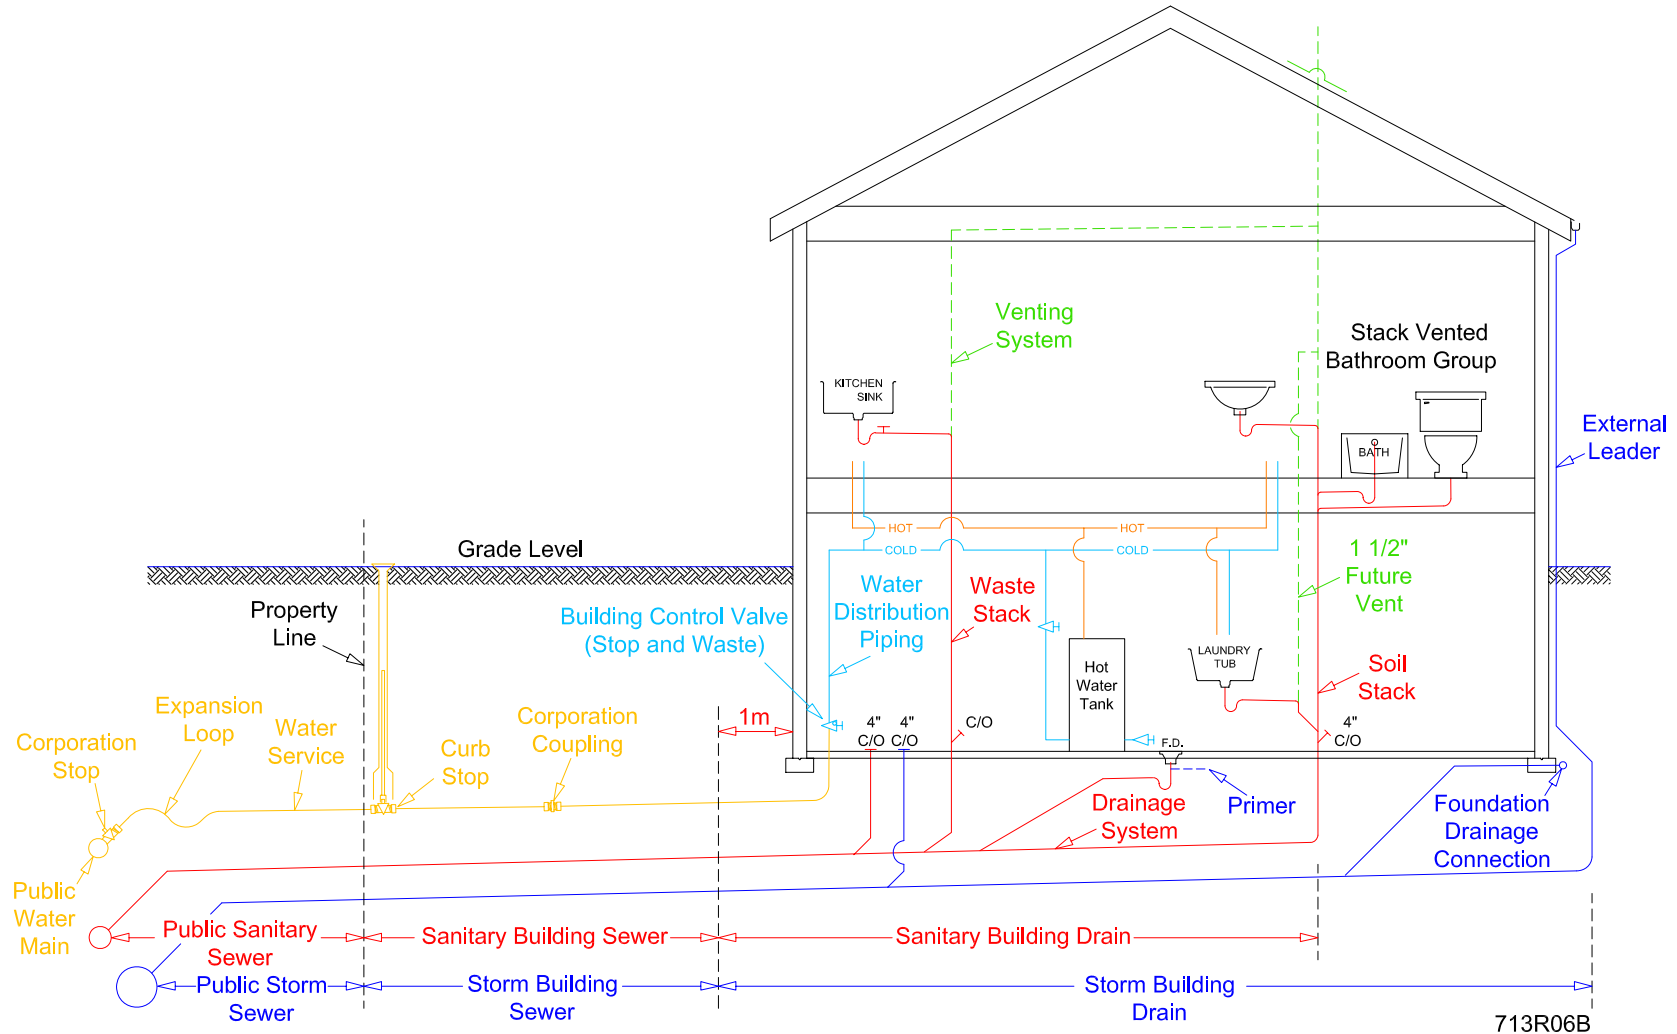 Venting
System
Stack Vented
Bathroom Group
KITCHEN
SINK
BATH
External
Leader
HOT
HOT
COLD
COLD
Grade Level
1 1/2"
Future
Vent
Property
Line
Building Control Valve
(Stop and Waste)
Water
Distribution
Piping
Waste
Stack
LAUNDRY
TUB
Hot
Water
Tank
Soil
Stack
Expansion
Loop
Corporation
Stop
Water
Service
Curb
Stop
Corporation
Coupling
1m
4"
C/O
4"
C/O
C/O
F.D.
4"
C/O
Drainage
System
Primer
Foundation
Drainage
Connection
Public
Water
Main
Public Sanitary
Sewer
Sanitary Building Sewer
Sanitary Building Drain
Public Storm
Sewer
Storm Building
Sewer
Storm Building
Drain
713R06B